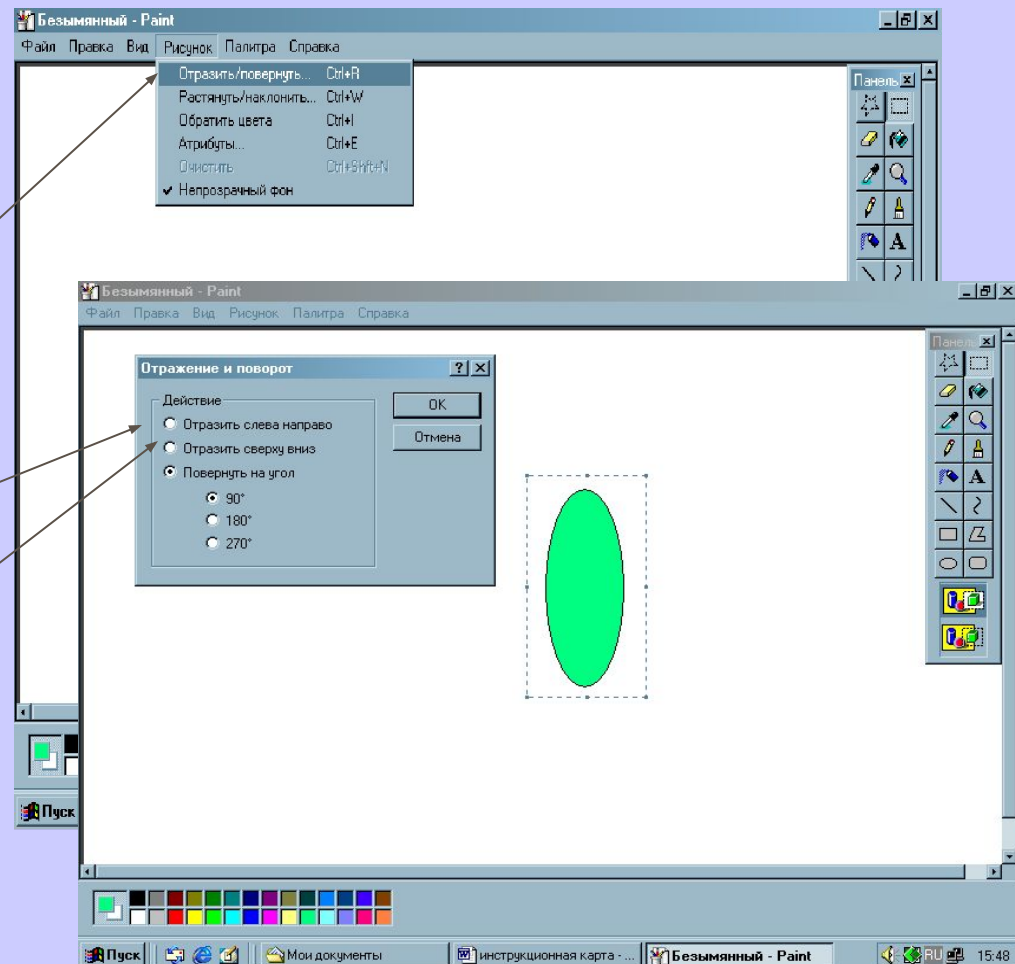 Безымянный - Paint
Файл Правка Вид Рисунок Палитра Справка
Отразить/повернуть... Ctrl+R
Растянуть/наклонить... Ctrl+W
Обратить цвета Ctrl+I
Атрибуты... Ctrl+E
Очистить Ctrl+Shft+N
Непрозрачный фон
Панель
A
Безымянный - Paint
Файл Правка Вид Рисунок Палитра Справка
Панель
Отражение и поворот
Действие
Отразить слева направо
Отразить сверху вниз
Повернуть на угол
90°
180°
270°
OK
Отмена
A
Пуск
Пуск
Мои документы
инструкционная карта - ...
Безымянный - Paint
RU
15:48